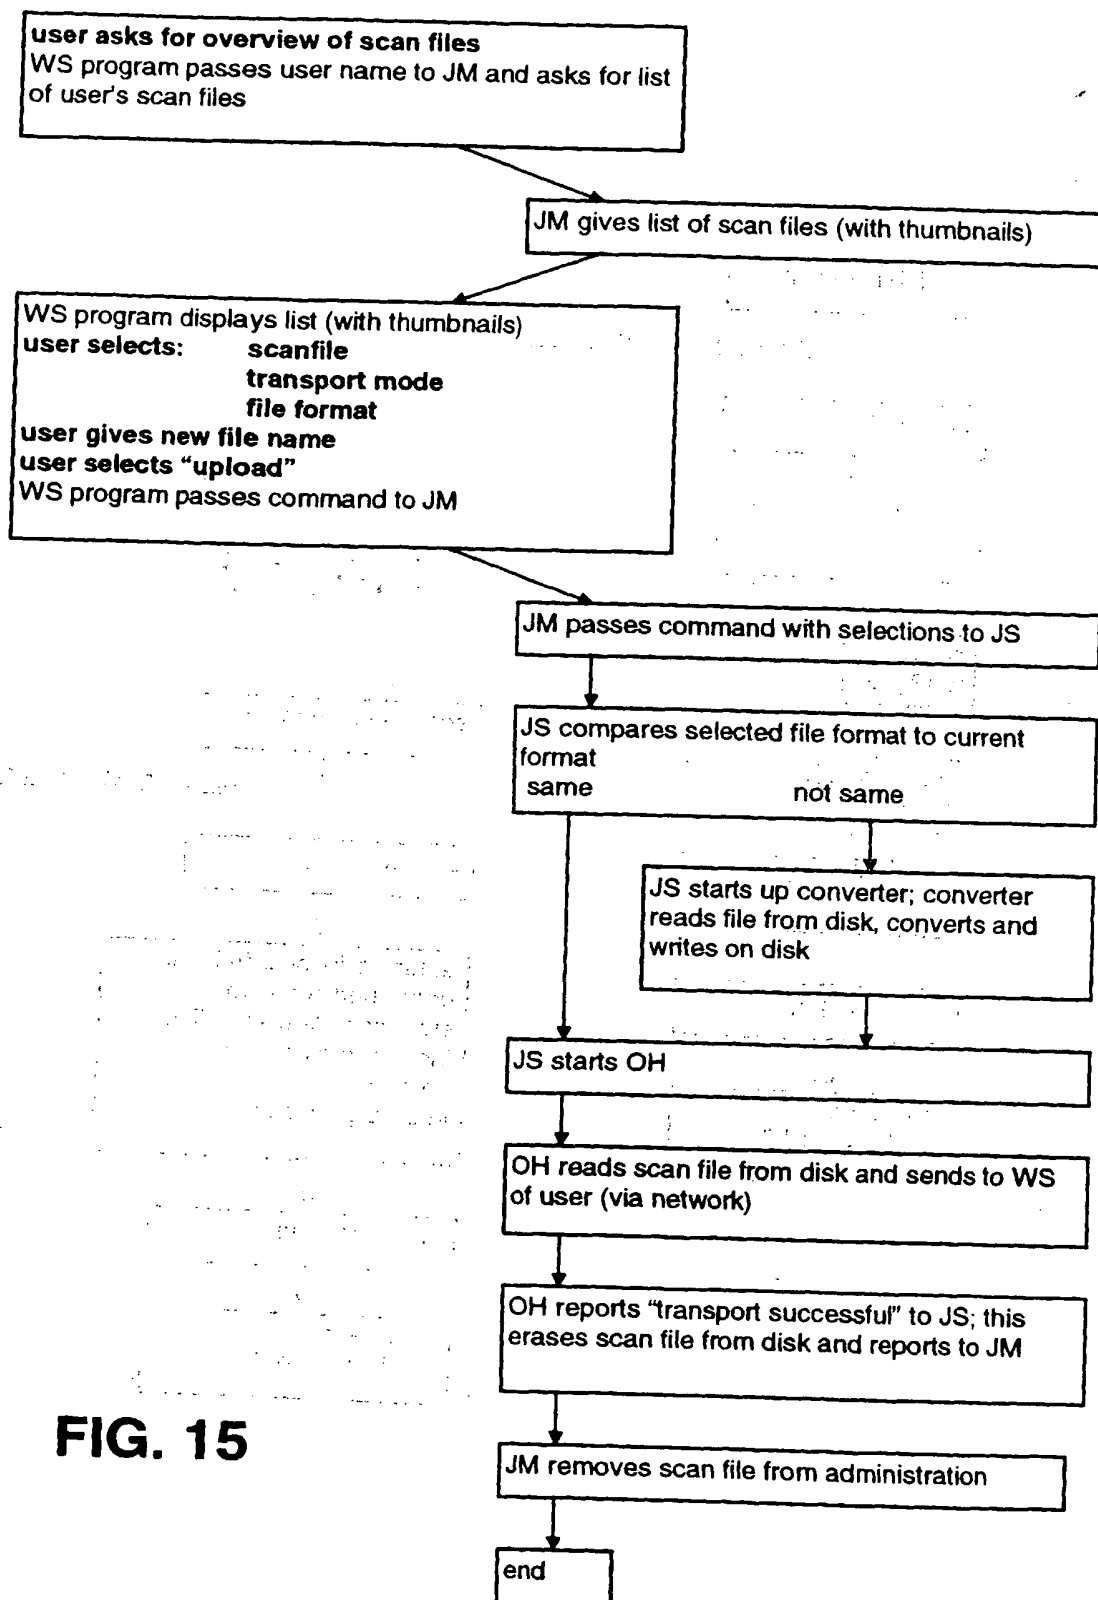 user asks for overview of scan files
WS program passes user name to JM and asks for list
of user's scan files
JM gives list of scan files (with thumbnails)
WS program displays list (with thumbnails)
user selects: scanfile
transport mode
file format
user gives new file name
user selects “upload”
WS program passes command to JM
JM passes command with selections to JS
JS compares selected file format to current
format
same not same
JS starts up converter; converter
reads file from disk, converts and
writes on disk
JS starts OH
OH reads scan file from disk and sends to WS
of user (via network)
OH reports “transport successful” to JS; this
erases scan file from disk and reports to JM
JM removes scan file from administration
end
FIG. 15